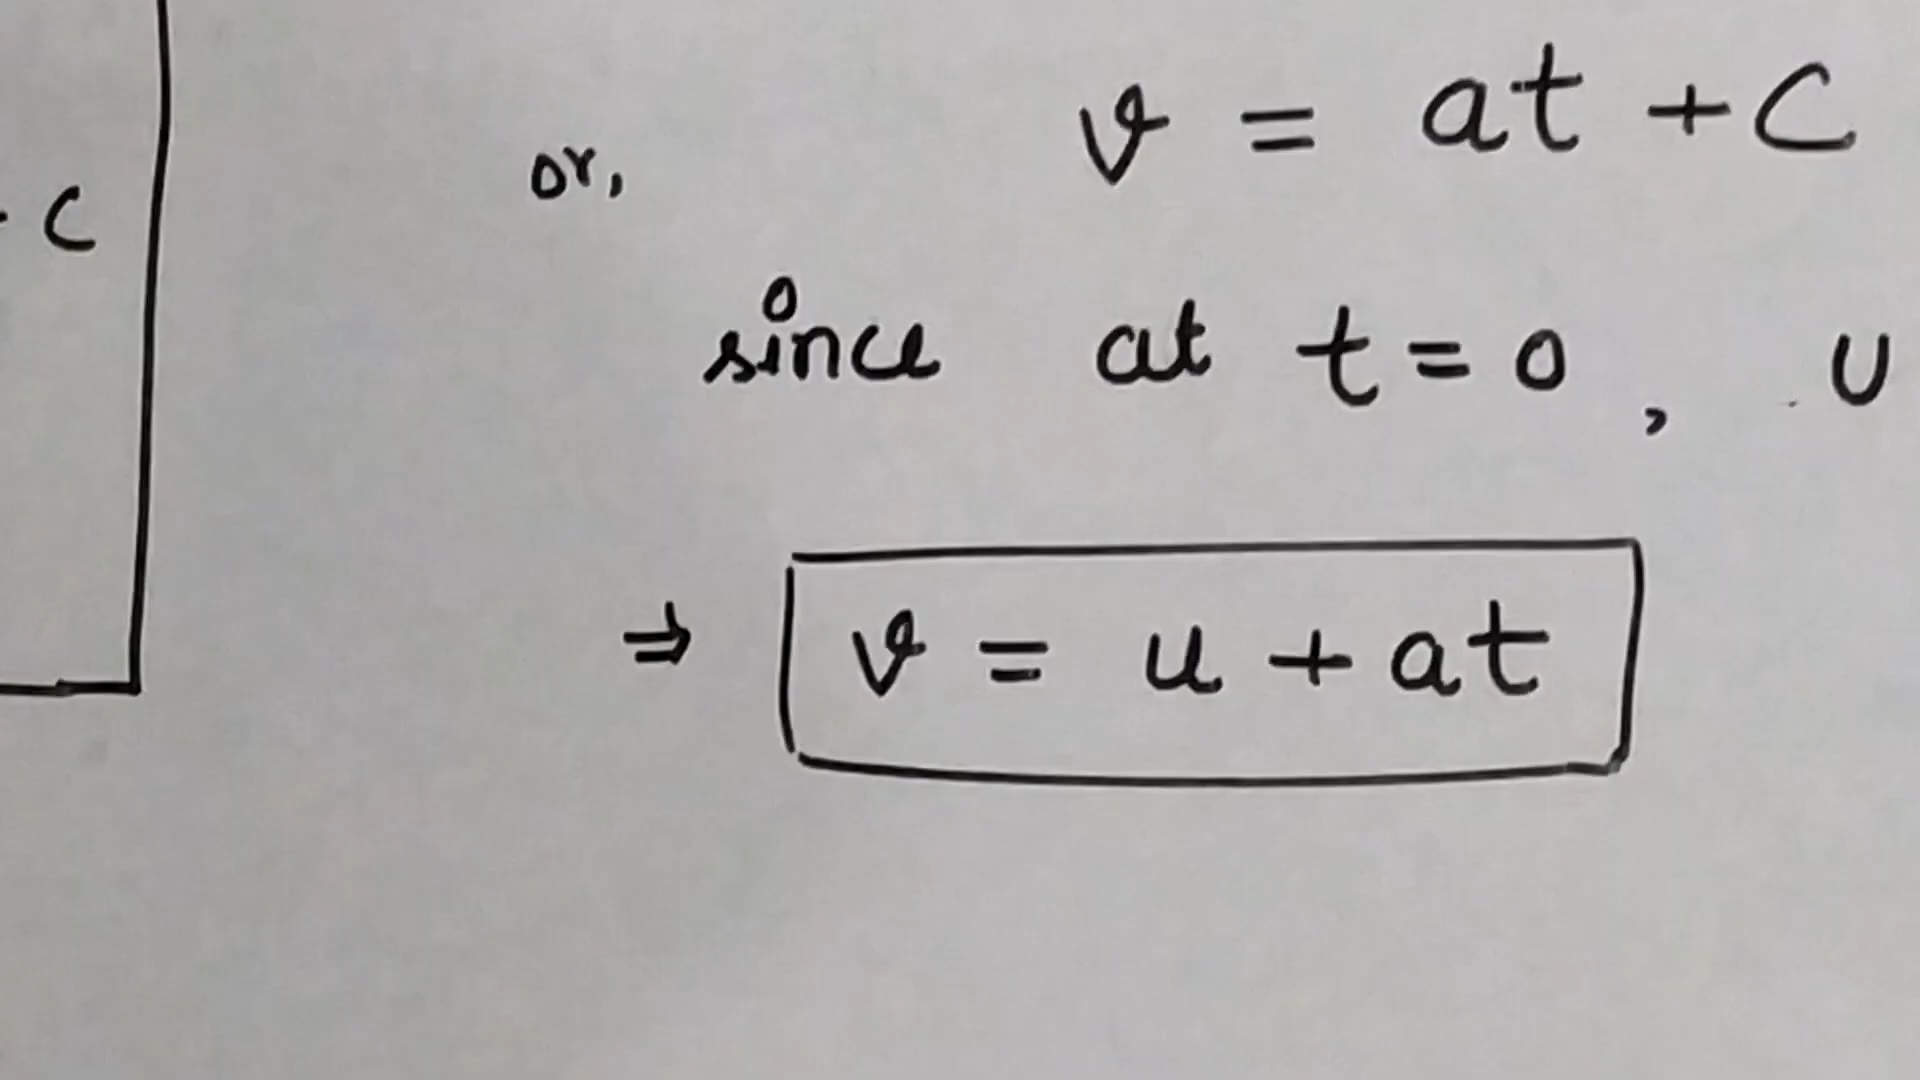 C
or, v = at + C
since at t = 0, U
⇒ v = u + at